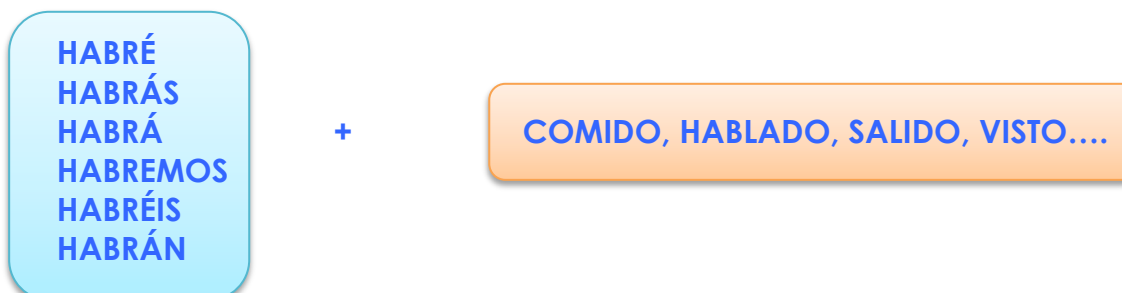 HABRÉ
HABRÁS
HABRÁ
HABREMOS
HABRÉIS
HABRÁN
+
COMIDO, HABLADO, SALIDO, VISTO….